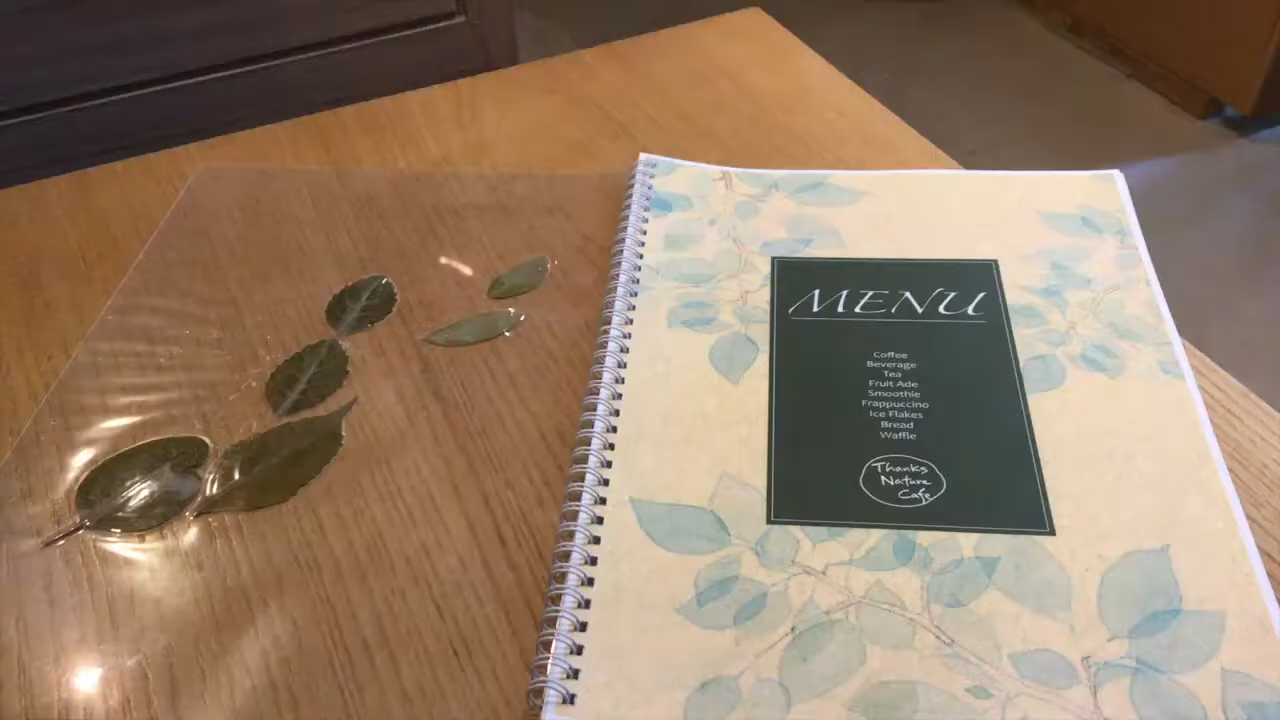 MENU
Coffee
Beverage
Tea
Fruit Ade
Smoothie
Frappuccino
Ice Flakes
Bread
Waffle
Thanks
Nature
Cafe